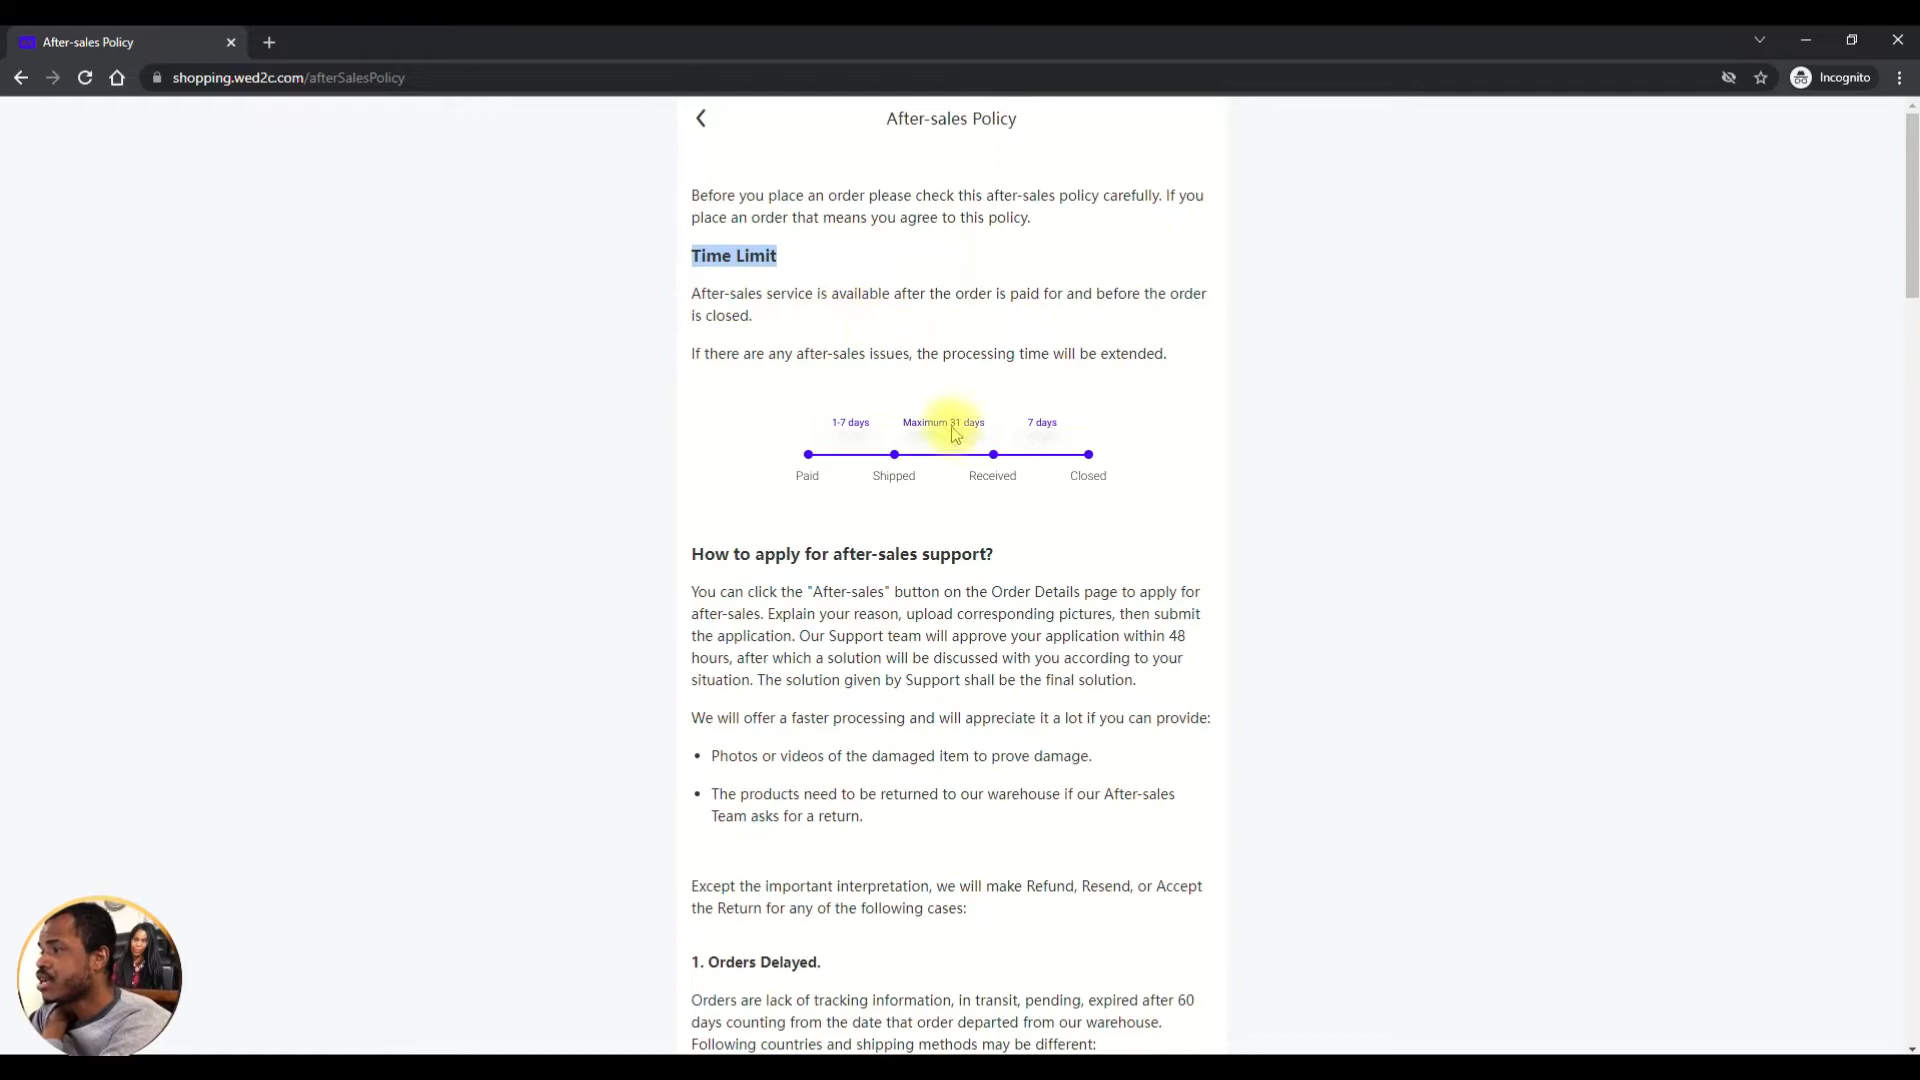 After-sales Policy
shopping.wed2c.com/afterSalesPolicy
Incognito
After-sales Policy
Before you place an order please check this after-sales policy carefully. If you
place an order that means you agree to this policy.
Time Limit
After-sales service is available after the order is paid for and before the order
is closed.
If there are any after-sales issues, the processing time will be extended.
1-7 days Maximum 31 days 7 days
Paid Shipped Received Closed
How to apply for after-sales support?
You can click the "After-sales" button on the Order Details page to apply for
after-sales. Explain your reason, upload corresponding pictures, then submit
the application. Our Support team will approve your application within 48
hours, after which a solution will be discussed with you according to your
situation. The solution given by Support shall be the final solution.
We will offer a faster processing and will appreciate it a lot if you can provide:
• Photos or videos of the damaged item to prove damage.
• The products need to be returned to our warehouse if our After-sales
Team asks for a return.
Except the important interpretation, we will make Refund, Resend, or Accept
the Return for any of the following cases:
1. Orders Delayed.
Orders are lack of tracking information, in transit, pending, expired after 60
days counting from the date that order departed from our warehouse.
Following countries and shipping methods may be different: